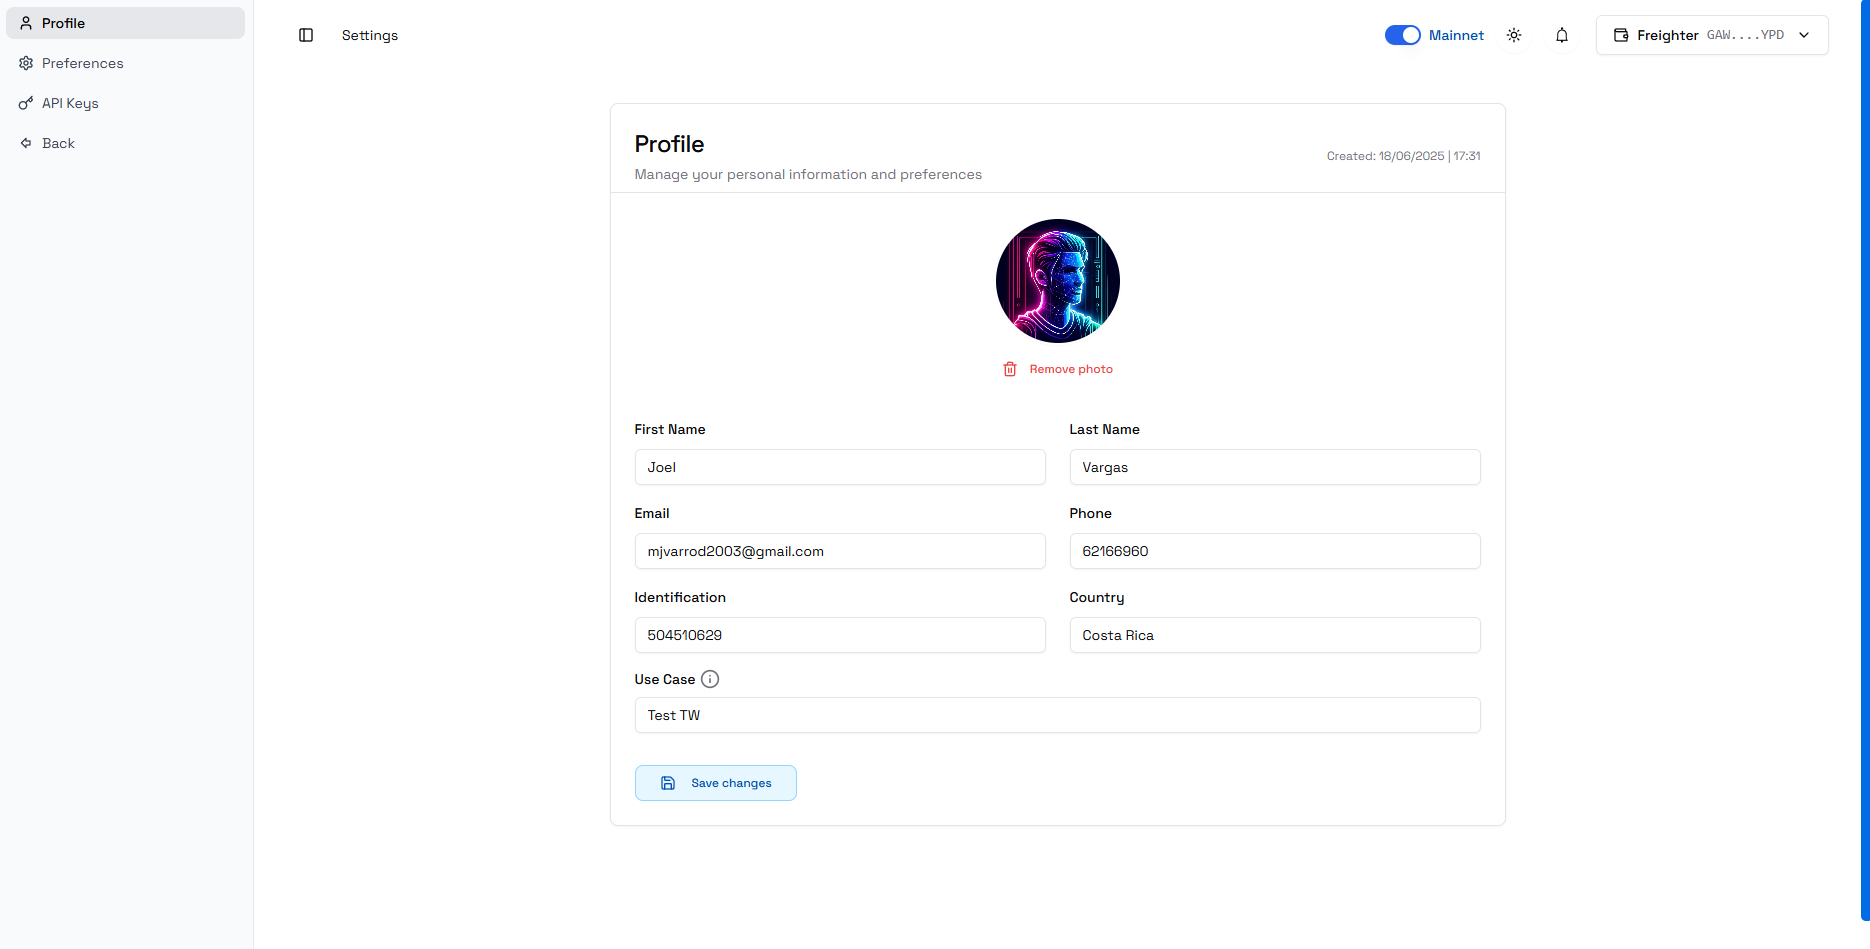 Profile
Preferences
API Keys
Back
Settings
Mainnet
Freighter GAW....YPD
Profile
Manage your personal information and preferences
Created: 18/06/2025 | 17:31
Remove photo
First Name
Last Name
Joel
Vargas
Email
Phone
mjvarrod2003@gmail.com
62166960
Identification
Country
504510629
Costa Rica
Use Case
Test TW
Save changes